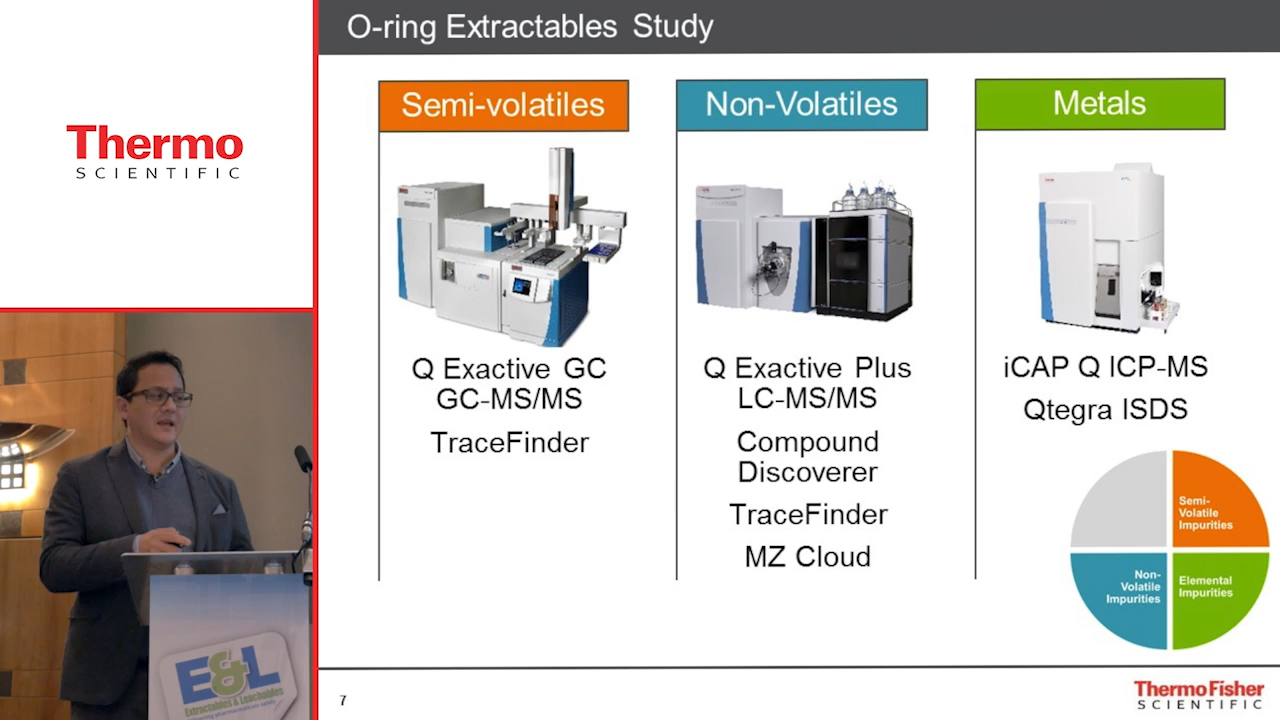 O-ring Extractables Study
Thermo
SCIENTIFIC
Semi-volatiles
Q Exactive GC
GC-MS/MS
TraceFinder
Non-Volatiles
Q Exactive Plus
LC-MS/MS
Compound
Discoverer
TraceFinder
MZ Cloud
Metals
iCAP Q ICP-MS
Qtegra ISDS
Semi-
Volatile
Impurities
Non-
Volatile
Impurities
Elemental
Impurities
E&L
Extractables & Leachables
7
ThermoFisher
SCIENTIFIC